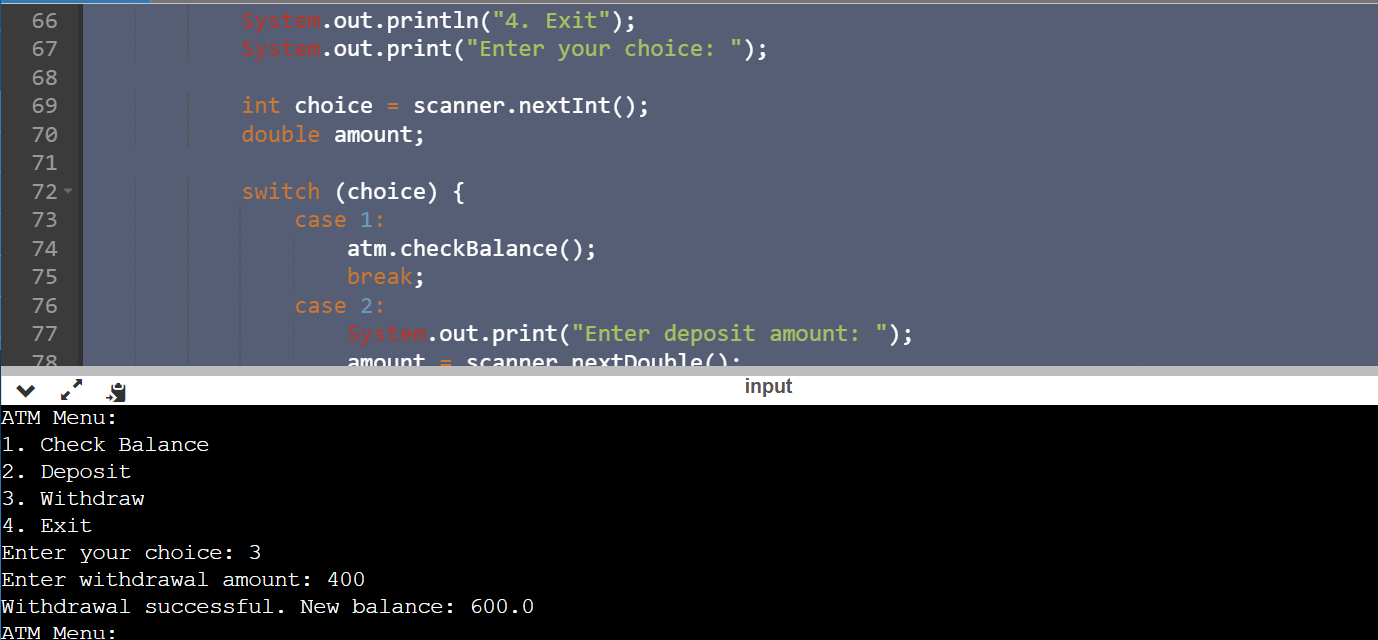 66 System.out.println("4. Exit");
67 System.out.print("Enter your choice: ");
68
69 int choice = scanner.nextInt();
70 double amount;
71
72 switch (choice) {
73 case 1:
74 atm.checkBalance();
75 break;
76 case 2:
77 System.out.print("Enter deposit amount: ");
78 amount = scanner.nextDouble();
input
ATM Menu:
1. Check Balance
2. Deposit
3. Withdraw
4. Exit
Enter your choice: 3
Enter withdrawal amount: 400
Withdrawal successful. New balance: 600.0
ATM Menu: